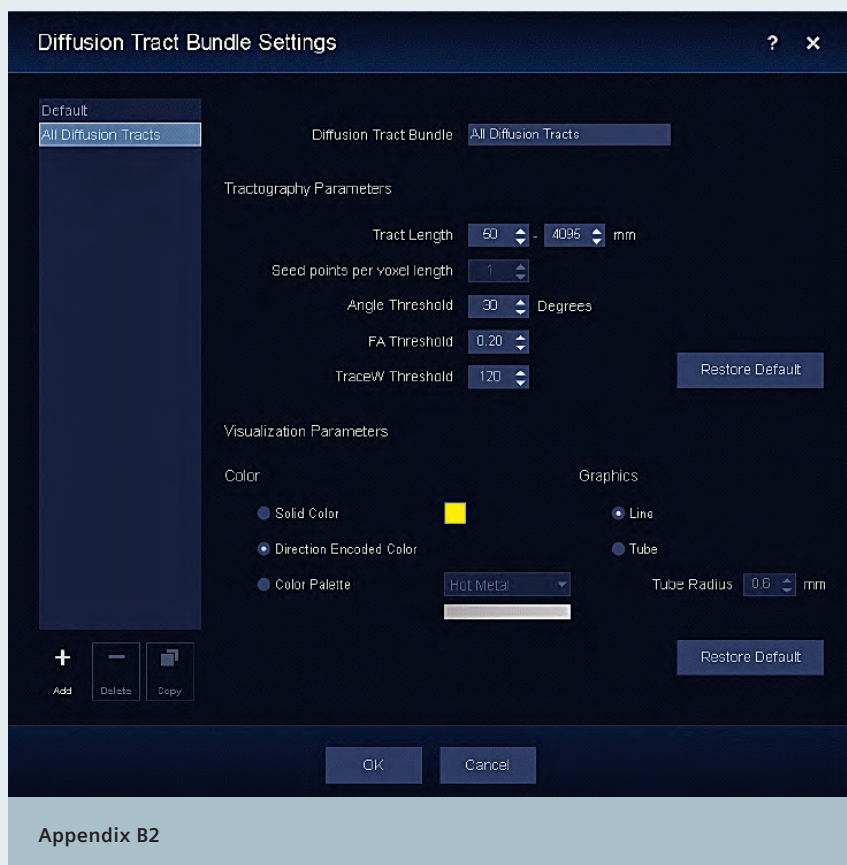 Diffusion Tract Bundle Settings ? ×
Default
All Diffusion Tracts
Diffusion Tract Bundle All Diffusion Tracts
Tractography Parameters
Tract Length 50 - 4095 mm
Seed points per voxel length 1
Angle Threshold 30 Degrees
FA Threshold 0.20
TraceW Threshold 120
Restore Default
Visualization Parameters
Color Graphics
Solid Color Line
Direction Encoded Color Tube
Color Palette Hot Metal Tube Radius 0.6 mm
+ – 
Add Delete Copy
Restore Default
OK Cancel
Appendix B2